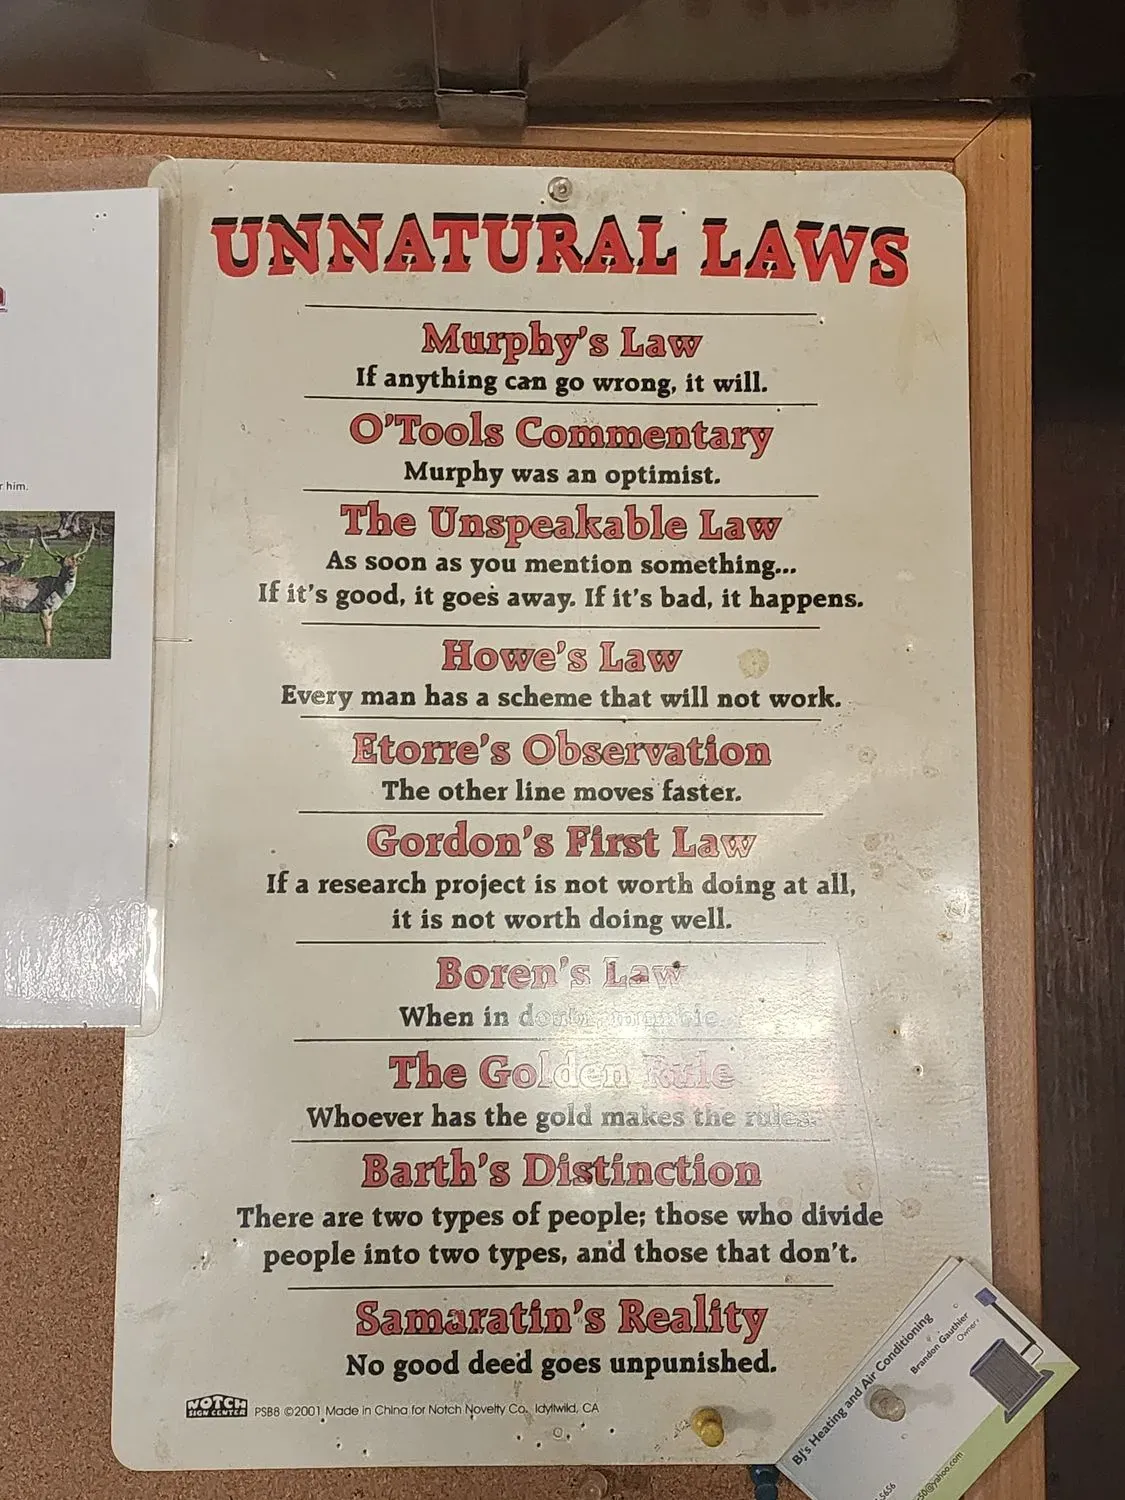 UNNATURAL LAWS
Murphy's Law
If anything can go wrong, it will.
O'Tools Commentary
Murphy was an optimist.
The Unspeakable Law
As soon as you mention something...
If it's good, it goes away. If it's bad, it happens.
Howe's Law
Every man has a scheme that will not work.
Etorre's Observation
The other line moves faster.
Gordon's First Law
If a research project is not worth doing at all,
it is not worth doing well.
Boren's Law
When in doubt, mumble.
The Golden Rule
Whoever has the gold makes the rules.
Barth's Distinction
There are two types of people; those who divide
people into two types, and those that don't.
Samaratin's Reality
No good deed goes unpunished.
NOTCH
SIGN CENTER
PSB8 ©2001 Made in China for Notch Novelty Co. Idyllwild, CA
him.
BJ's Heating and Air Conditioning
Brandon Gauthier
Owner
5656
50@yahoo.com